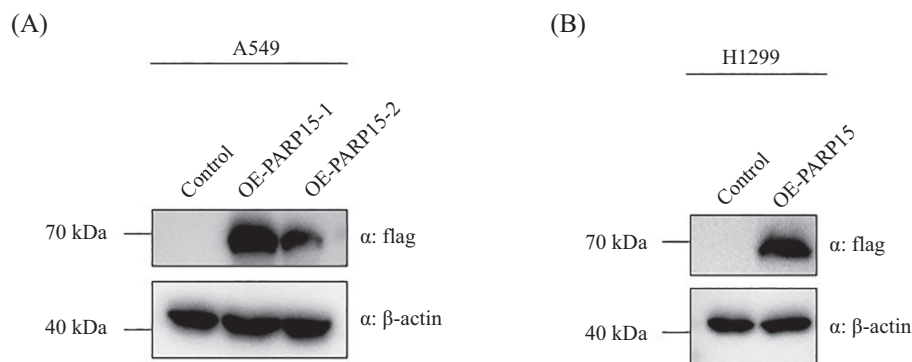 (A)
A549
Control
OE-PARP15-1
OE-PARP15-2
70 kDa
α: flag
40 kDa
α: β-actin
(B)
H1299
Control
OE-PARP15
70 kDa
α: flag
40 kDa
α: β-actin